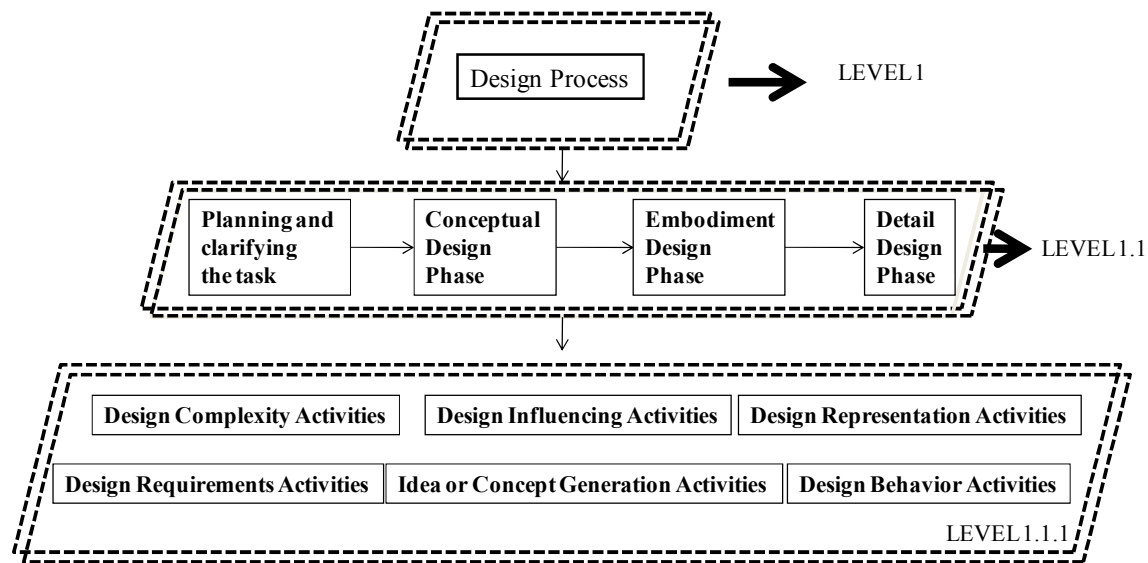 Design Process
LEVEL1
Planning and
clarifying
the task
Conceptual
Design
Phase
Embodiment
Design
Phase
Detail
Design
Phase
LEVEL1.1
Design Complexity Activities
Design Influencing Activities
Design Representation Activities
Design Requirements Activities
Idea or Concept Generation Activities
Design Behavior Activities
LEVEL1.1.1